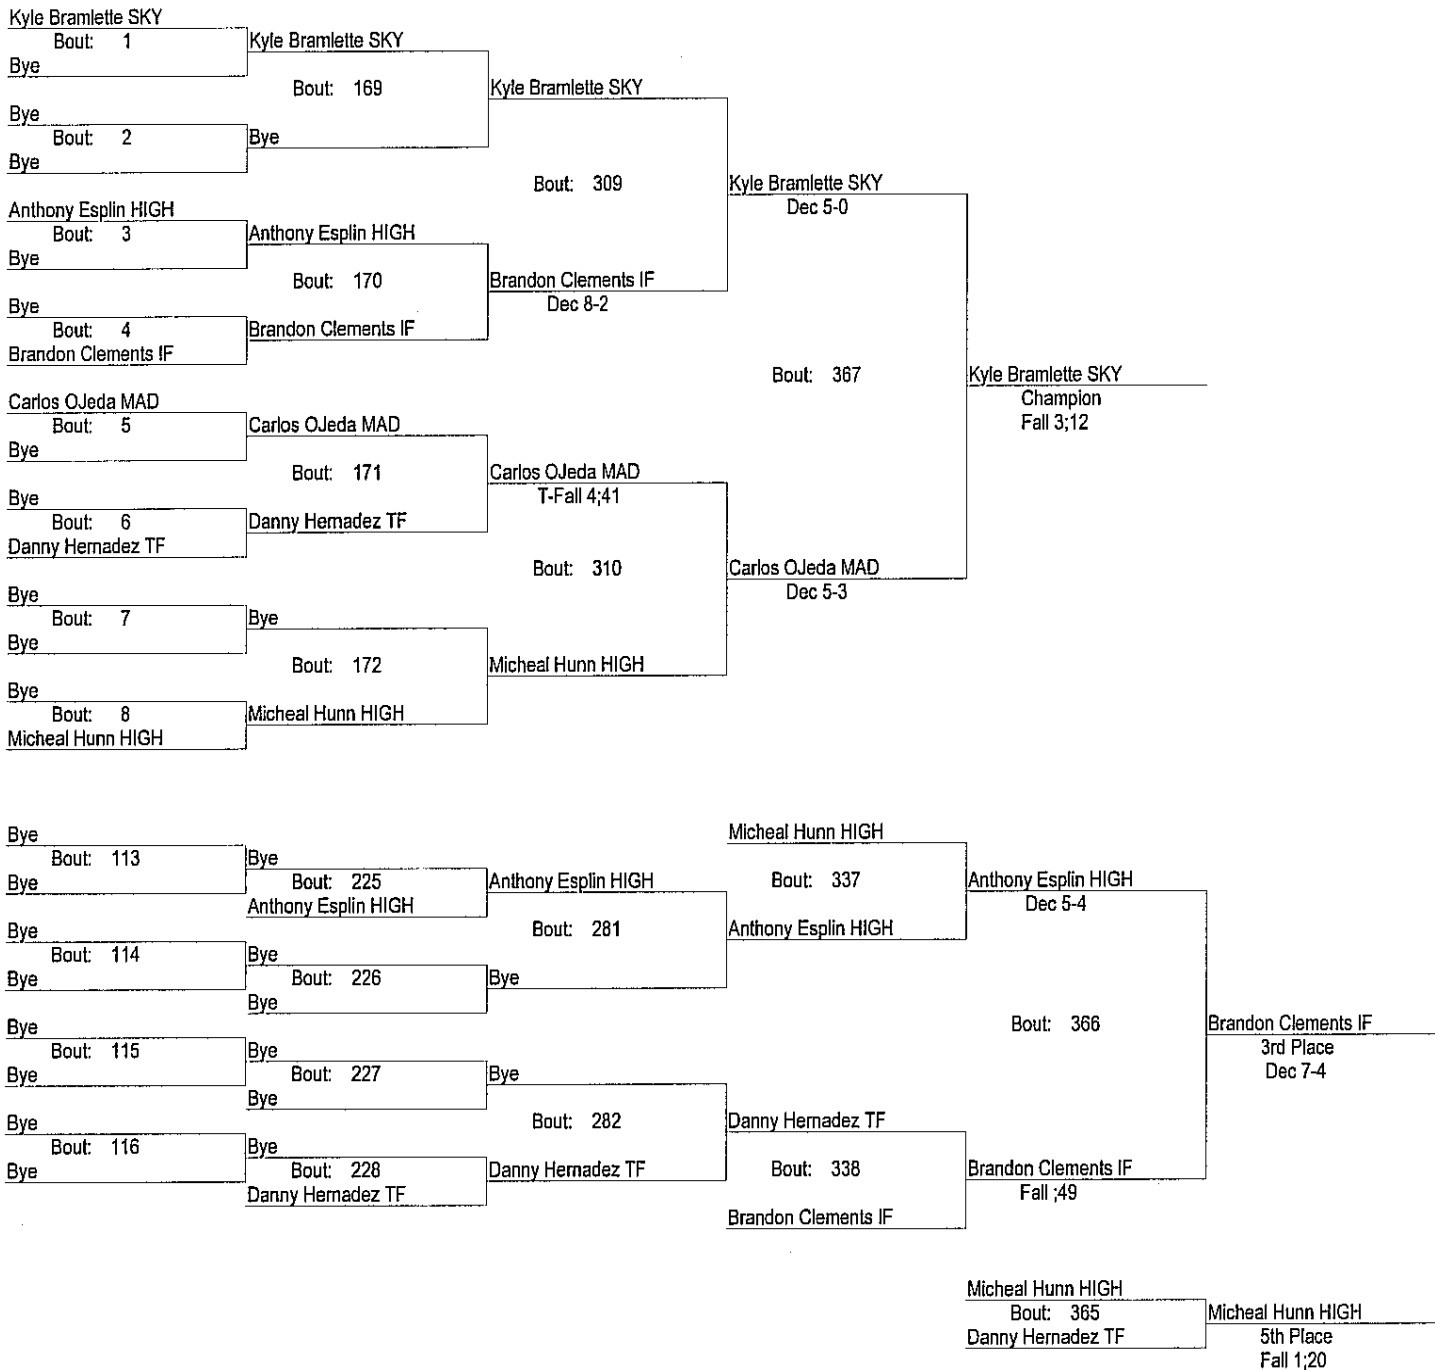 Kyle Bramlette SKY
Bout: 1
Bye
Kyle Bramlette SKY
Bout: 169
Kyle Bramlette SKY
Bye
Bout: 2
Bye
Bye
Bout: 309
Kyle Bramlette SKY
Dec 5-0
Anthony Esplin HIGH
Bout: 3
Bye
Anthony Esplin HIGH
Bout: 170
Brandon Clements IF
Dec 8-2
Bye
Bout: 4
Brandon Clements IF
Brandon Clements IF
Bout: 367
Kyle Bramlette SKY
Champion
Fall 3;12
Carlos OJeda MAD
Bout: 5
Bye
Carlos OJeda MAD
Bout: 171
Carlos OJeda MAD
T-Fall 4;41
Bye
Bout: 6
Danny Hernadez TF
Danny Hernadez TF
Bout: 310
Carlos OJeda MAD
Dec 5-3
Bye
Bout: 7
Bye
Bye
Bout: 172
Micheal Hunn HIGH
Bye
Bout: 8
Micheal Hunn HIGH
Micheal Hunn HIGH
Bye
Bout: 113
Bye
Bye
Bout: 225
Anthony Esplin HIGH
Anthony Esplin HIGH
Bout: 281
Micheal Hunn HIGH
Bout: 337
Anthony Esplin HIGH
Anthony Esplin HIGH
Dec 5-4
Bye
Bout: 114
Bye
Bye
Bout: 226
Bye
Bye
Bout: 366
Brandon Clements IF
3rd Place
Dec 7-4
Bye
Bout: 115
Bye
Bye
Bout: 227
Bye
Bye
Bout: 282
Danny Hernadez TF
Bye
Bout: 116
Bye
Bye
Bout: 228
Danny Hernadez TF
Danny Hernadez TF
Bout: 338
Brandon Clements IF
Brandon Clements IF
Fall ;49
Micheal Hunn HIGH
Bout: 365
Danny Hernadez TF
Micheal Hunn HIGH
5th Place
Fall 1;20